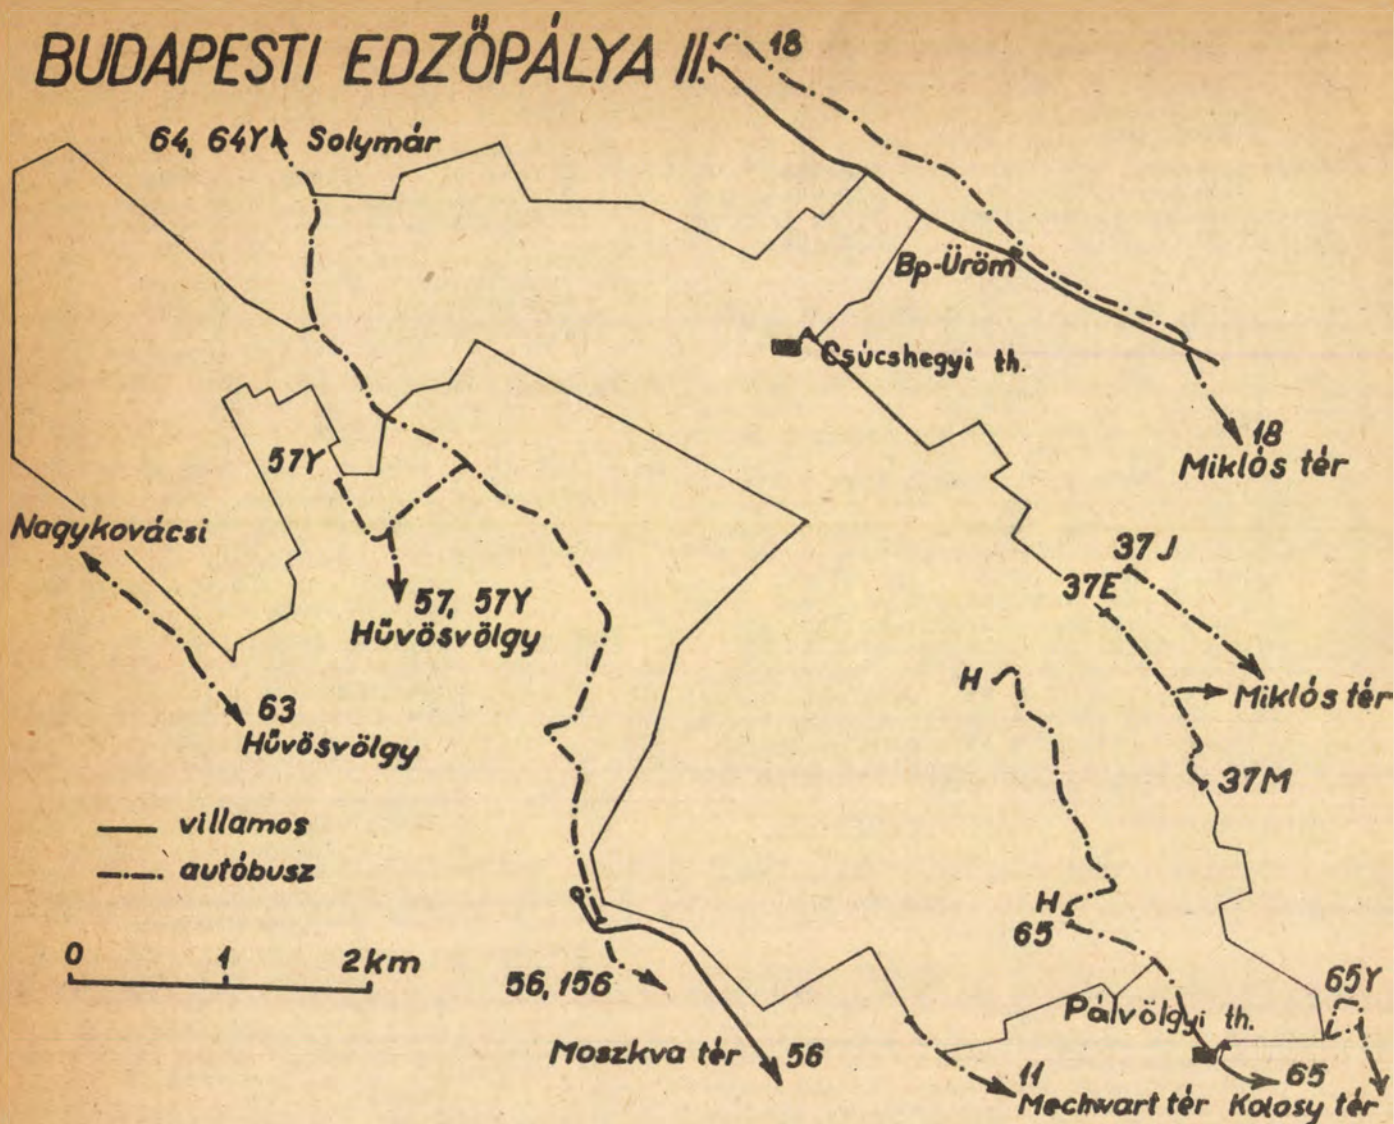 BUDAPESTI EDZŐPÁLYA II.
18
64, 64Y Solymár
Bp-Üröm
Csúcshegyi th.
18
Miklós tér
57Y
Nagykovácsi
57, 57Y
Hűvösvölgy
37J
37E
H
Miklós tér
63
Hűvösvölgy
37M
villamos
autóbusz
H
65
0 1 2 km
56, 156
65Y
Pálvölgyi th.
Moszkva tér 56
11
Mechwart tér
65
Kolosy tér